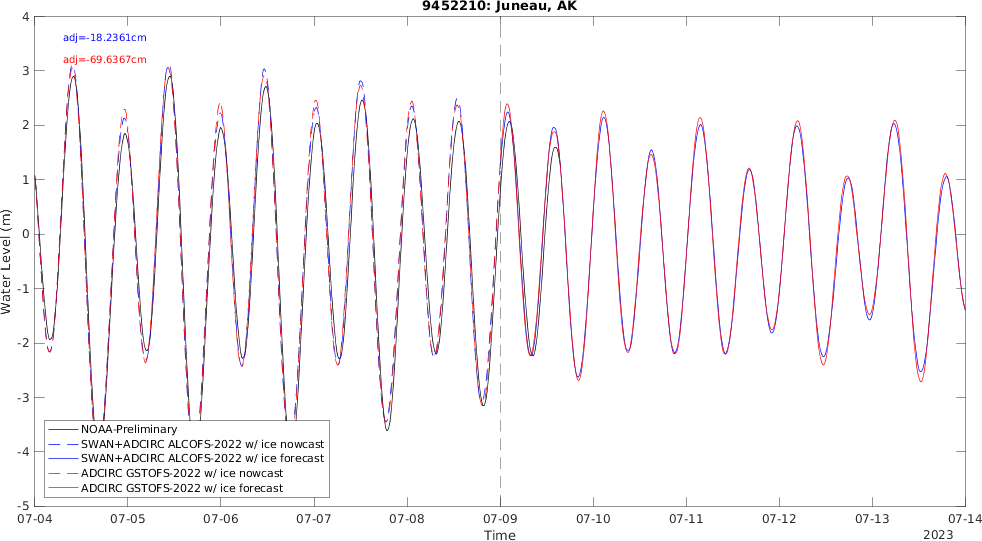 9452210: Juneau, AK
adj=-18.2361cm
adj=-69.6367cm
Water Level (m)
4
3
2
1
0
-1
-2
-3
-4
-5
NOAA-Preliminary
SWAN+ADCIRC ALCOFS-2022 w/ ice nowcast
SWAN+ADCIRC ALCOFS-2022 w/ ice forecast
ADCIRC GSTOFS-2022 w/ ice nowcast
ADCIRC GSTOFS-2022 w/ ice forecast
07-04 07-05 07-06 07-07 07-08 07-09 07-10 07-11 07-12 07-13 07-14
Time
2023